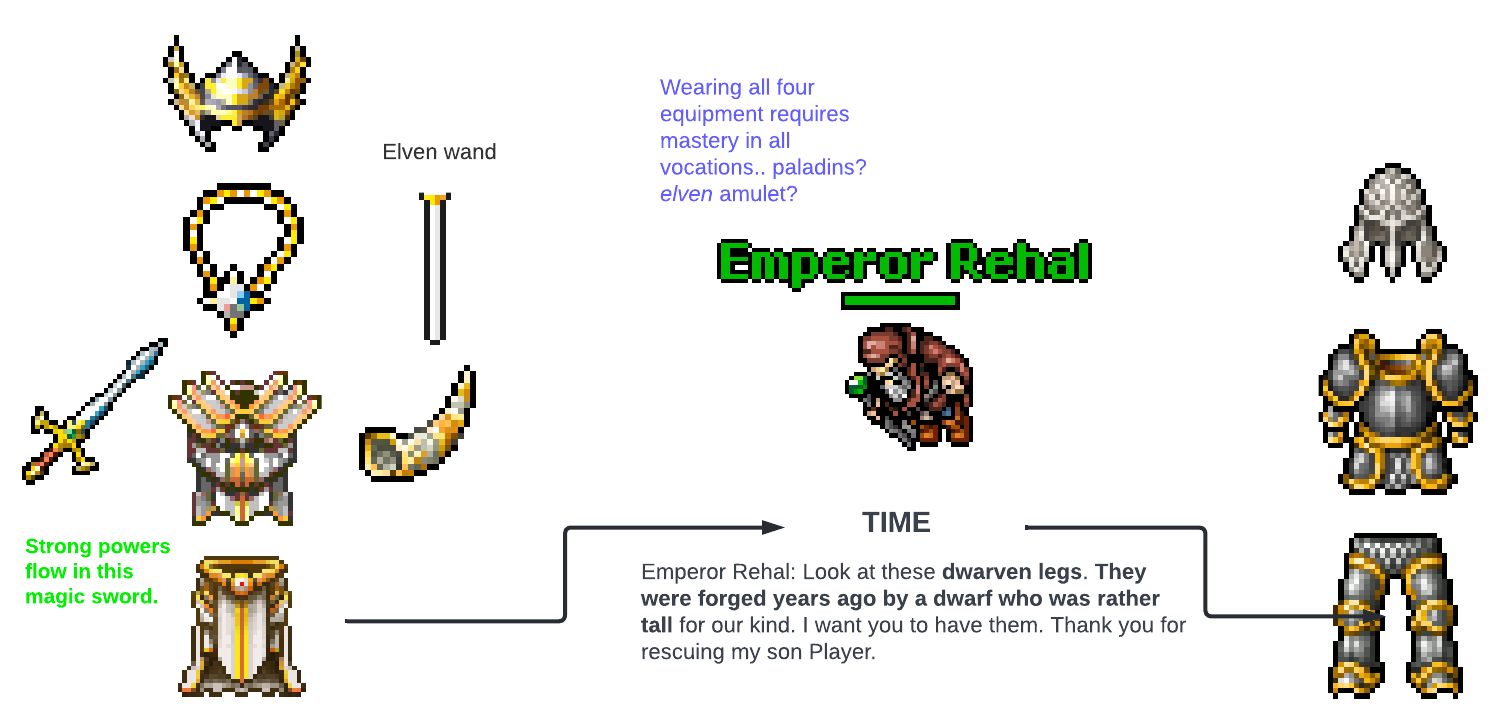 Wearing all four
equipment requires
mastery in all
vocations.. paladins?
elven amulet?
Elven wand
Emperor Rehal
Strong powers
flow in this
magic sword.
TIME
Emperor Rehal: Look at these dwarven legs. They
were forged years ago by a dwarf who was rather
tall for our kind. I want you to have them. Thank you for
rescuing my son Player.